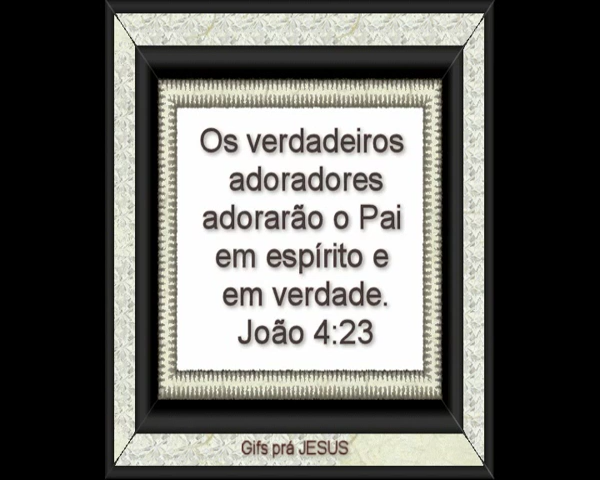 Os verdadeiros
adoradores
adorarão o Pai
em espírito e
em verdade.
João 4:23
Gifs prá JESUS